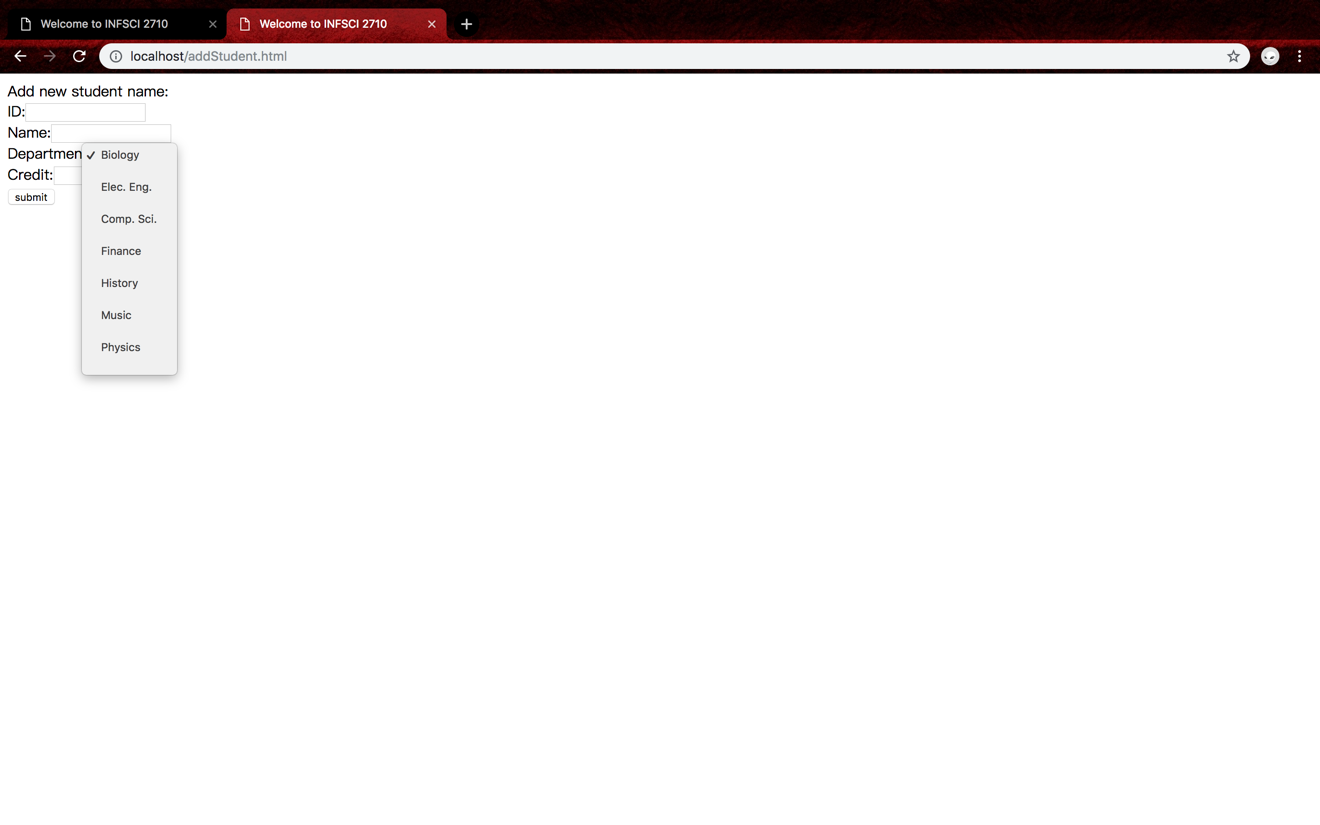 Welcome to INFSCI 2710
Welcome to INFSCI 2710
localhost/addStudent.html
Add new student name:
ID:
Name:
Departmen
Biology
Credit:
Elec. Eng.
submit
Comp. Sci.
Finance
History
Music
Physics